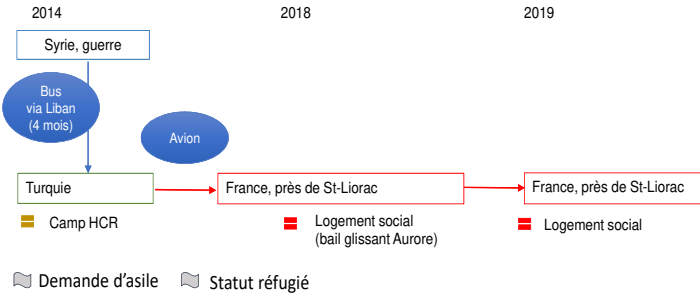 2014
2018
2019
Syrie, guerre
Bus
via Liban
(4 mois)
Avion
Turquie
France, près de St-Liorac
France, près de St-Liorac
Camp HCR
Logement social
(bail glissant Aurore)
Logement social
Demande d'asile
Statut réfugié